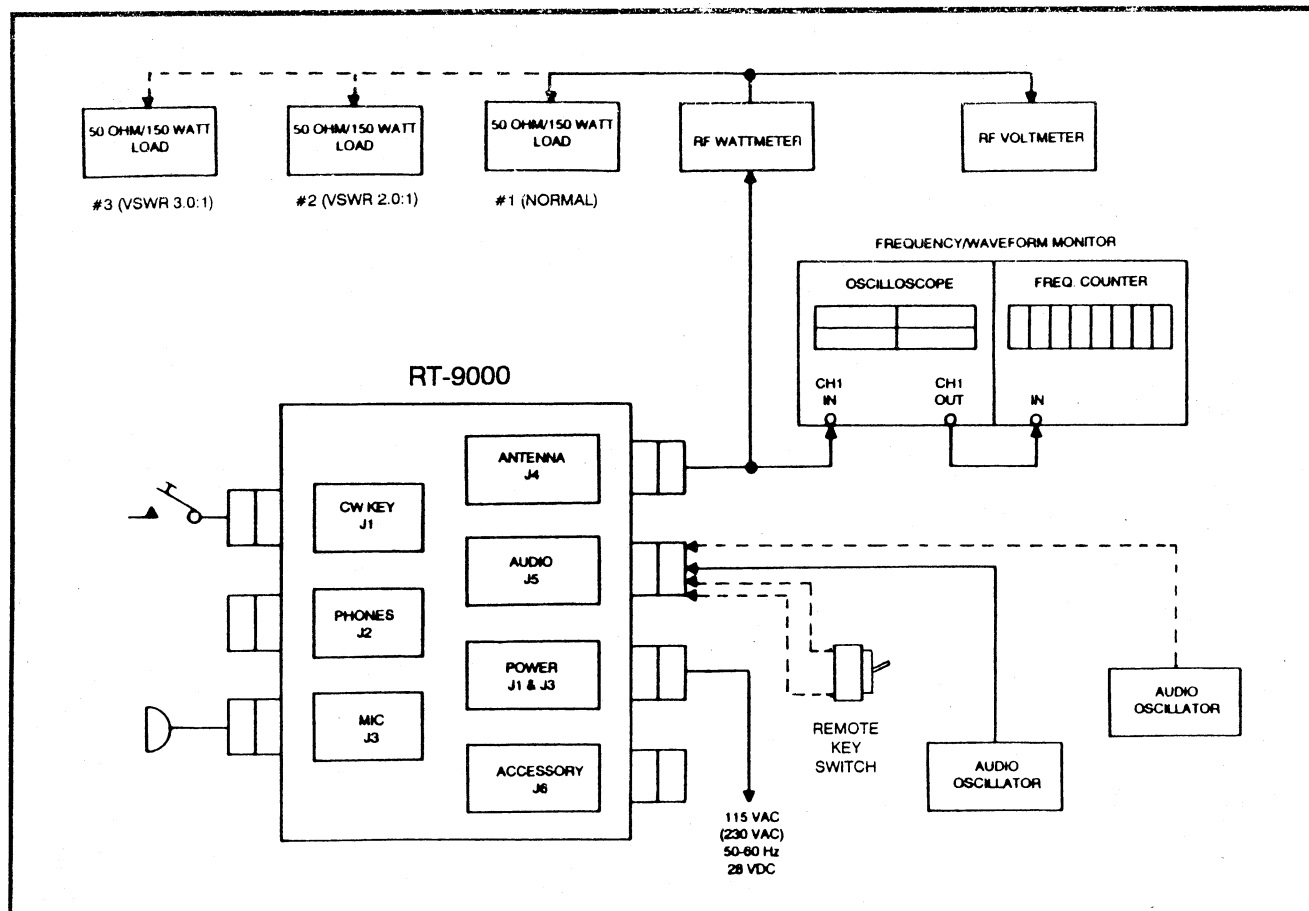 50 OHM/150 WATT
LOAD
#3 (VSWR 3.0:1)
50 OHM/150 WATT
LOAD
#2 (VSWR 2.0:1)
50 OHM/150 WATT
LOAD
#1 (NORMAL)
RF WATTMETER
RF VOLTMETER
FREQUENCY/WAVEFORM MONITOR
OSCILLOSCOPE
FREQ. COUNTER
CH1
IN
CH1
OUT
IN
RT-9000
ANTENNA
J4
CW KEY
J1
AUDIO
J5
PHONES
J2
POWER
J1 & J3
MIC
J3
ACCESSORY
J6
REMOTE
KEY
SWITCH
AUDIO
OSCILLATOR
AUDIO
OSCILLATOR
115 VAC
(230 VAC)
50-60 Hz
28 VDC